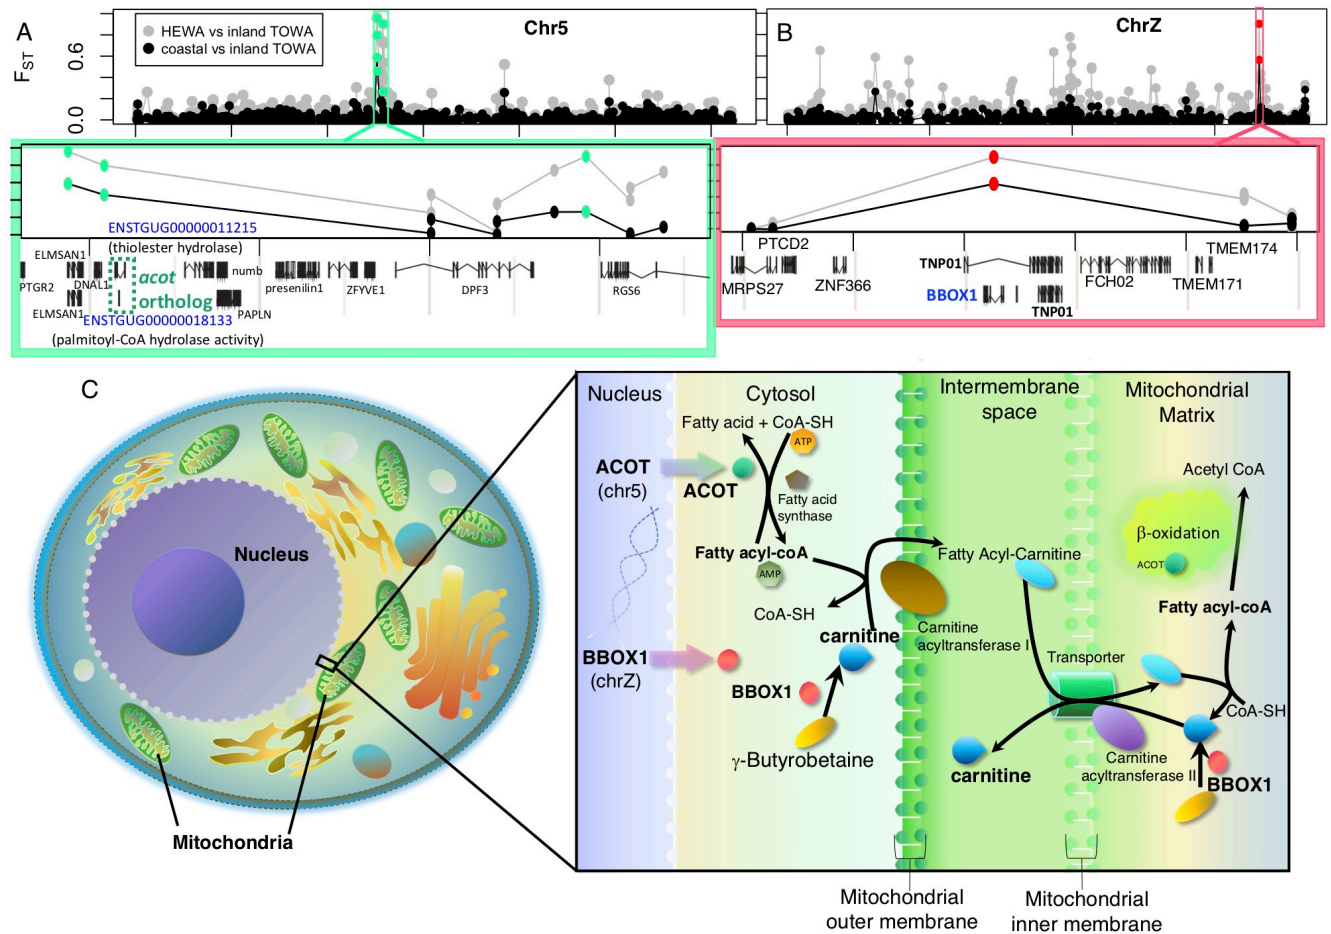 A
HEWA vs inland TOWA
coastal vs inland TOWA
Chr5
FST
0.6
0.0
B
ChrZ
ENSTGUG00000011215
(thiolester hydrolase)
ELMSAN1
PTGR2
DNAL1
acot
ortholog
numb
presenilin1
ZFYVE1
DPF3
RGS6
ELMSAN1
PAPLN
ENSTGUG00000018133
(palmitoyl-CoA hydrolase activity)
PTCD2
MRPS27
ZNF366
TNP01
BBOX1
TNP01
FCH02
TMEM174
TMEM171
C
Nucleus
Mitochondria
Nucleus
Cytosol
Intermembrane
space
Mitochondrial
Matrix
Fatty acid + CoA-SH
ATP
ACOT
(chr5)
ACOT
Fatty acid
synthase
Fatty acyl-coA
AMP
CoA-SH
carnitine
BBOX1
(chrZ)
BBOX1
γ-Butyrobetaine
Fatty Acyl-Carnitine
Carnitine
acyltransferase I
Transporter
carnitine
Carnitine
acyltransferase II
Acetyl CoA
β-oxidation
ACOT
Fatty acyl-coA
CoA-SH
BBOX1
Mitochondrial
outer membrane
Mitochondrial
inner membrane